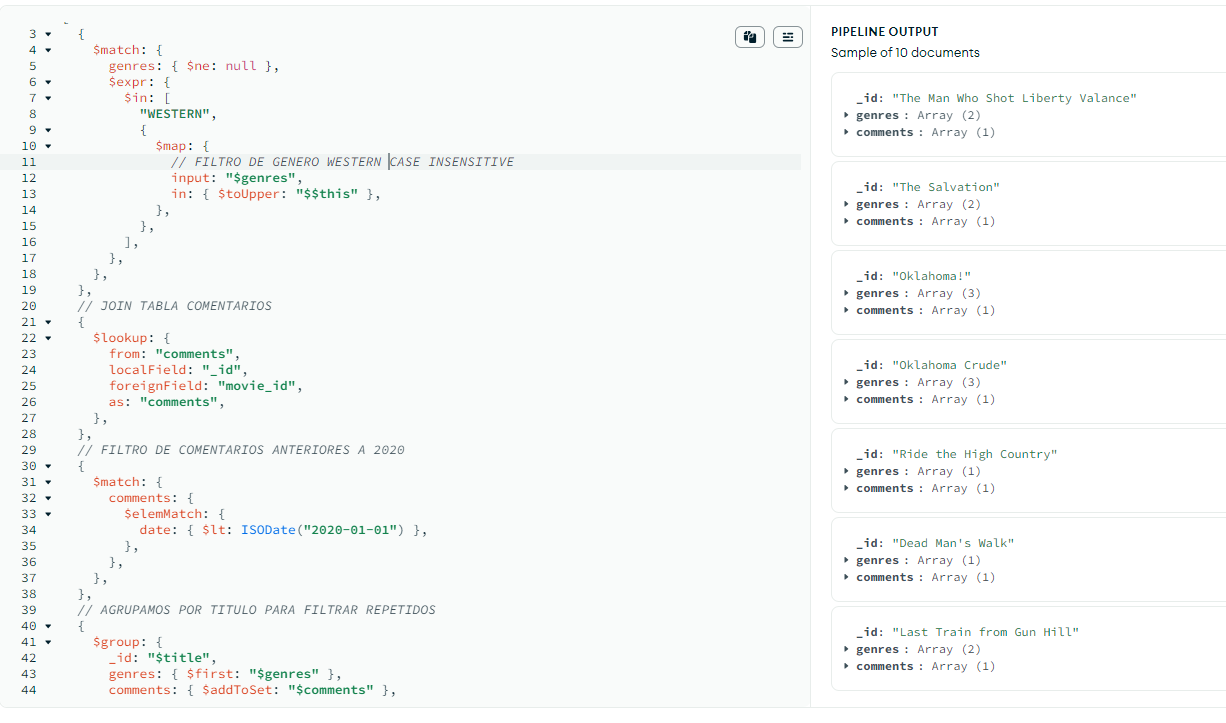 3 {
4 $match: {
5 genres: { $ne: null },
6 $expr: {
7 $in: [
8 "WESTERN",
9 {
10 $map: {
11 // FILTRO DE GENERO WESTERN CASE INSENSITIVE
12 input: "$genres",
13 in: { $toUpper: "$$this" },
14 },
15 },
16 ],
17 },
18 },
19 },
20 // JOIN TABLA COMENTARIOS
21 {
22 $lookup: {
23 from: "comments",
24 localField: "_id",
25 foreignField: "movie_id",
26 as: "comments",
27 },
28 },
29 // FILTRO DE COMENTARIOS ANTERIORES A 2020
30 {
31 $match: {
32 comments: {
33 $elemMatch: {
34 date: { $lt: ISODate("2020-01-01") },
35 },
36 },
37 },
38 },
39 // AGRUPAMOS POR TITULO PARA FILTRAR REPETIDOS
40 {
41 $group: {
42 _id: "$title",
43 genres: { $first: "$genres" },
44 comments: { $addToSet: "$comments" },
PIPELINE OUTPUT
Sample of 10 documents
_id: "The Man Who Shot Liberty Valance"
genres : Array (2)
comments : Array (1)
_id: "The Salvation"
genres : Array (2)
comments : Array (1)
_id: "Oklahoma!"
genres : Array (3)
comments : Array (1)
_id: "Oklahoma Crude"
genres : Array (3)
comments : Array (1)
_id: "Ride the High Country"
genres : Array (1)
comments : Array (1)
_id: "Dead Man's Walk"
genres : Array (1)
comments : Array (1)
_id: "Last Train from Gun Hill"
genres : Array (2)
comments : Array (1)